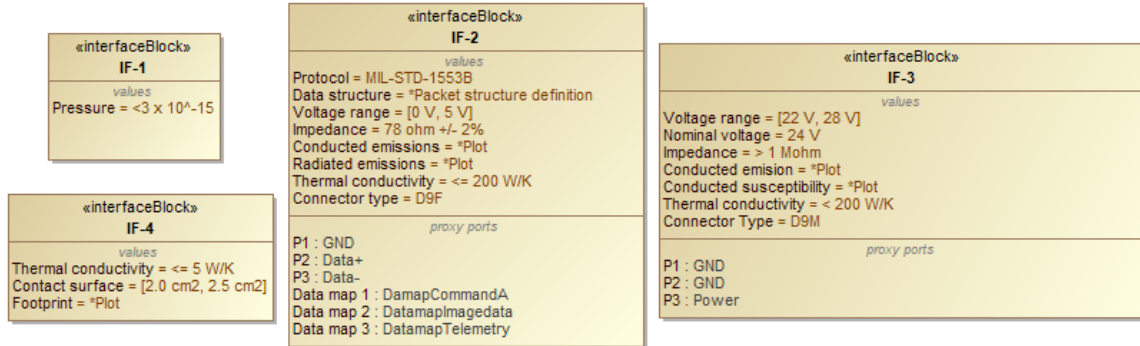 «interfaceBlock»
IF-1
values
Pressure = <3 x 10^-15
«interfaceBlock»
IF-4
values
Thermal conductivity = <= 5 W/K
Contact surface = [2.0 cm2, 2.5 cm2]
Footprint = *Plot
«interfaceBlock»
IF-2
values
Protocol = MIL-STD-1553B
Data structure = *Packet structure definition
Voltage range = [0 V, 5 V]
Impedance = 78 ohm +/- 2%
Conducted emissions = *Plot
Radiated emissions = *Plot
Thermal conductivity = <= 200 W/K
Connector type = D9F
proxy ports
P1 : GND
P2 : Data+
P3 : Data-
Data map 1 : DamapCommandA
Data map 2 : DatamapImagedata
Data map 3 : DatamapTelemetry
«interfaceBlock»
IF-3
values
Voltage range = [22 V, 28 V]
Nominal voltage = 24 V
Impedance = > 1 Mohm
Conducted emision = *Plot
Conducted susceptibility = *Plot
Thermal conductivity = < 200 W/K
Connector Type = D9M
proxy ports
P1 : GND
P2 : GND
P3 : Power